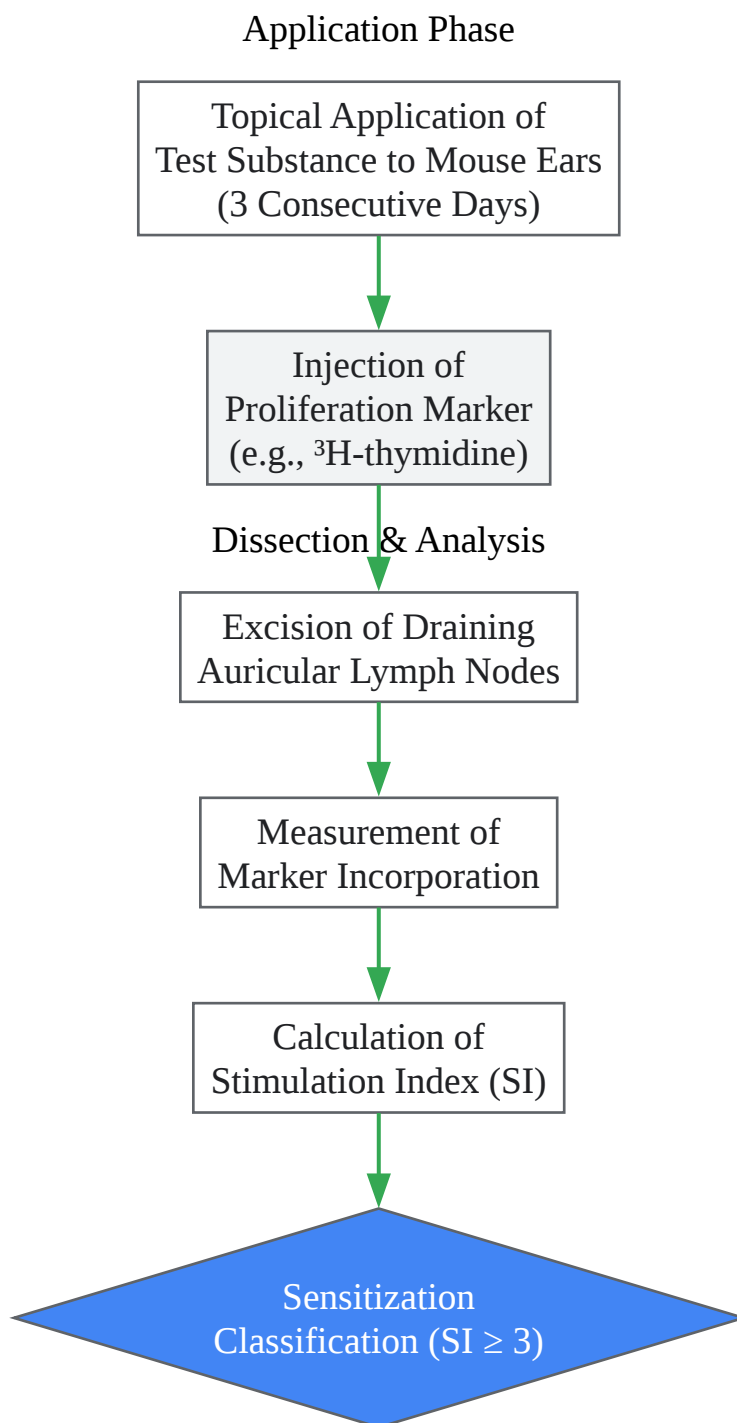 Application Phase
Topical Application of
Test Substance to Mouse Ears
(3 Consecutive Days)
Injection of
Proliferation Marker
(e.g., ³H-thymidine)
Dissection & Analysis
Excision of Draining
Auricular Lymph Nodes
Measurement of
Marker Incorporation
Calculation of
Stimulation Index (SI)
Sensitization
Classification (SI ≥ 3)